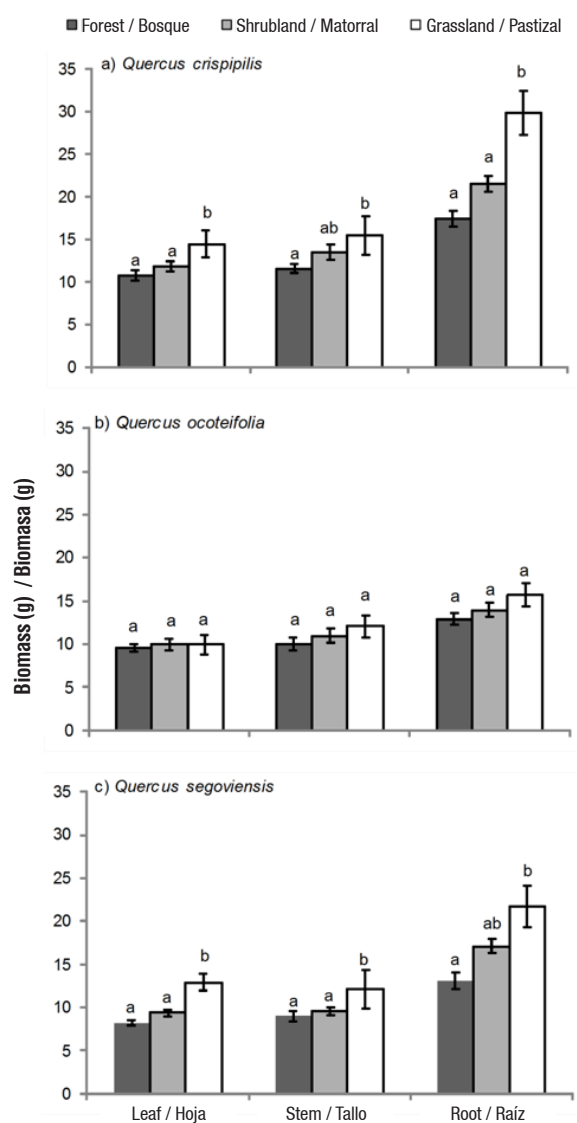 Forest / Bosque Shrubland / Matorral Grassland / Pastizal
Biomass (g) / Biomasa (g)
a) Quercus crispipilis
35
30
25
20
15
10
5
0
a a b
a ab b
a a b
b) Quercus ocoteifolia
35
30
25
20
15
10
5
0
a a a
a a a
a a a
c) Quercus segoviensis
35
30
25
20
15
10
5
0
a a b
a a b
a ab b
Leaf / Hoja Stem / Tallo Root / Raíz